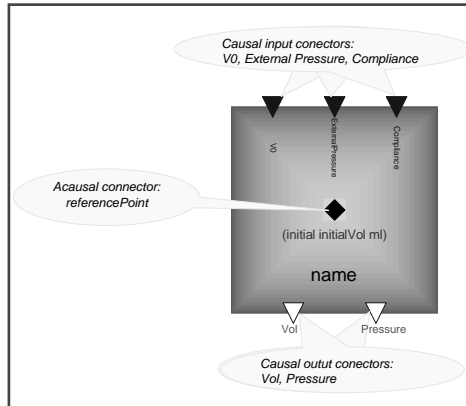 Causal input conectors:
V0, External Pressure, Compliance
V0
ExternalPressure
Compliance
Acausal connector:
referencePoint
(initial initialVol ml)
name
Vol
Pressure
Causal outut conectors:
Vol, Pressure